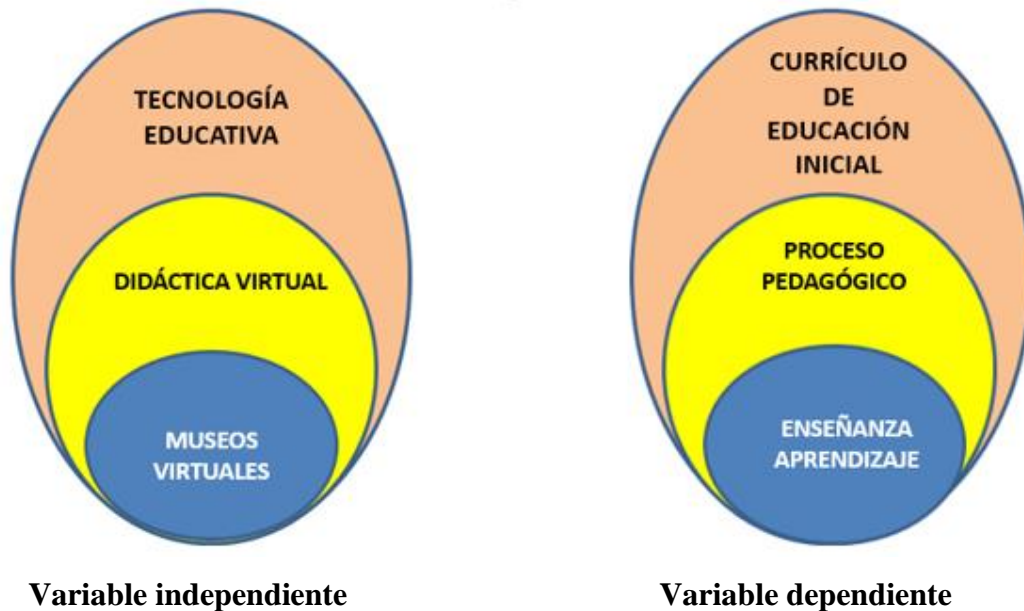 TECNOLOGÍA
EDUCATIVA
DIDÁCTICA VIRTUAL
MUSEOS
VIRTUALES
Variable independiente
CURRÍCULO
DE
EDUCACIÓN
INICIAL
PROCESO
PEDAGÓGICO
ENSEÑANZA
APRENDIZAJE
Variable dependiente